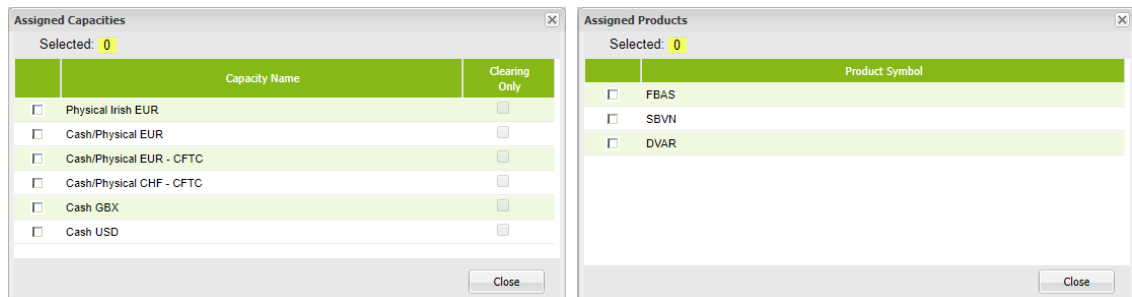 Assigned Capacities
Selected: 0
Capacity Name
Clearing
Only
Physical Irish EUR
Cash/Physical EUR
Cash/Physical EUR - CFTC
Cash/Physical CHF - CFTC
Cash GBX
Cash USD
Close
Assigned Products
Selected: 0
Product Symbol
FBAS
SBVN
DVAR
Close